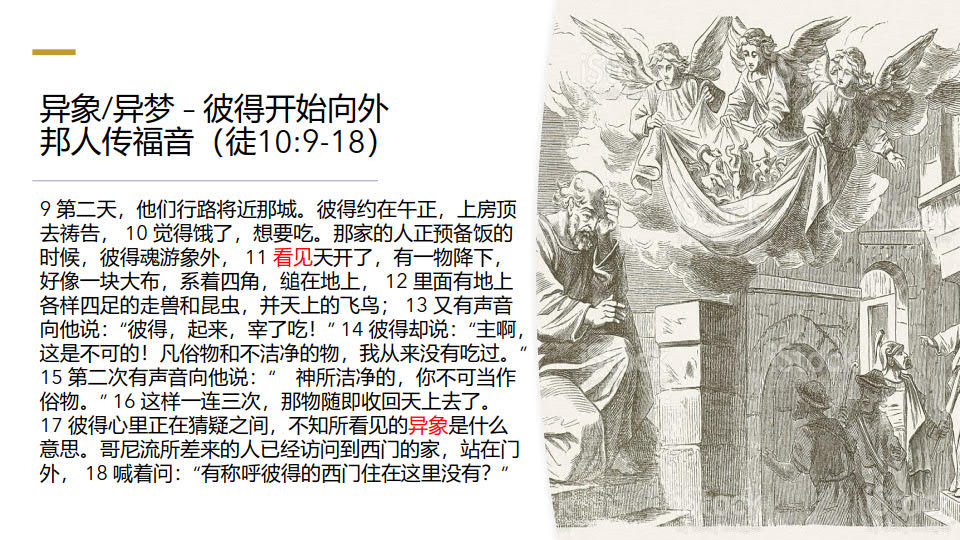 异象/异梦 – 彼得开始向外
邦人传福音（徒10:9-18）
9 第二天，他们行路将近那城。彼得约在午正，上房顶
去祷告， 10 觉得饿了，想要吃。那家的人正预备饭的
时候，彼得魂游象外， 11 看见天开了，有一物降下，
好像一块大布，系着四角，缒在地上， 12 里面有地上
各样四足的走兽和昆虫，并天上的飞鸟； 13 又有声音
向他说：“彼得，起来，宰了吃！” 14 彼得却说：“主啊，
这是不可的！凡俗物和不洁净的物，我从来没有吃过。”
15 第二次有声音向他说：“ 神所洁净的，你不可当作
俗物。” 16 这样一连三次，那物随即收回天上去了。
17 彼得心里正在猜疑之间，不知所看见的异象是什么
意思。哥尼流所差来的人已经访问到西门的家，站在门
外， 18 喊着问：“有称呼彼得的西门住在这里没有？”
iStock
iStock
iStock